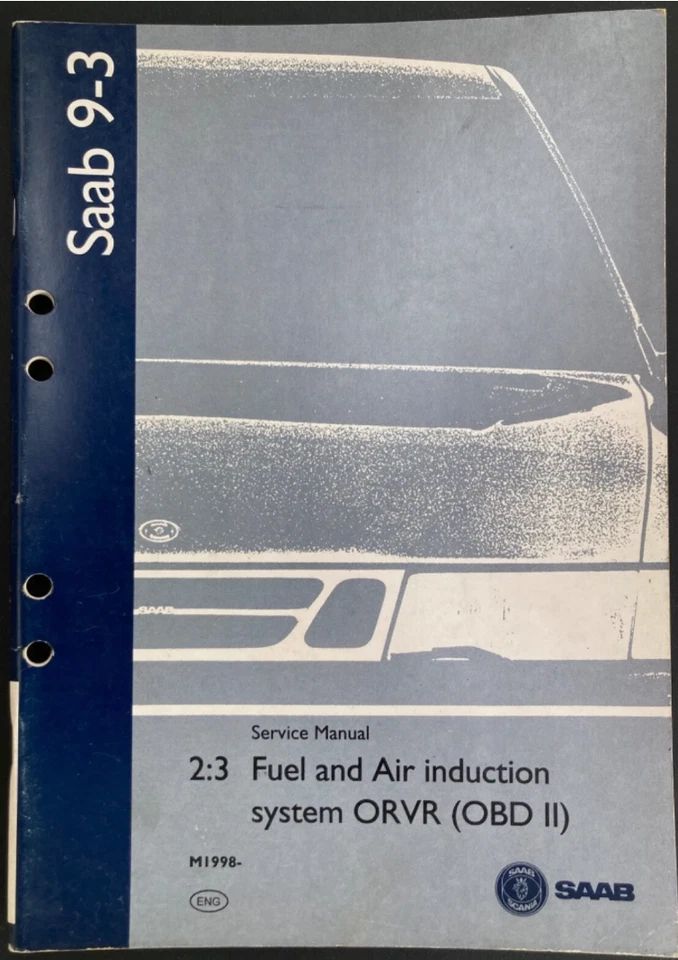 Saab 9-3
SAAB
Service Manual
2:3 Fuel and Air induction
system ORVR (OBD II)
M1998-
ENG
SAAB
SCANIA
SAAB